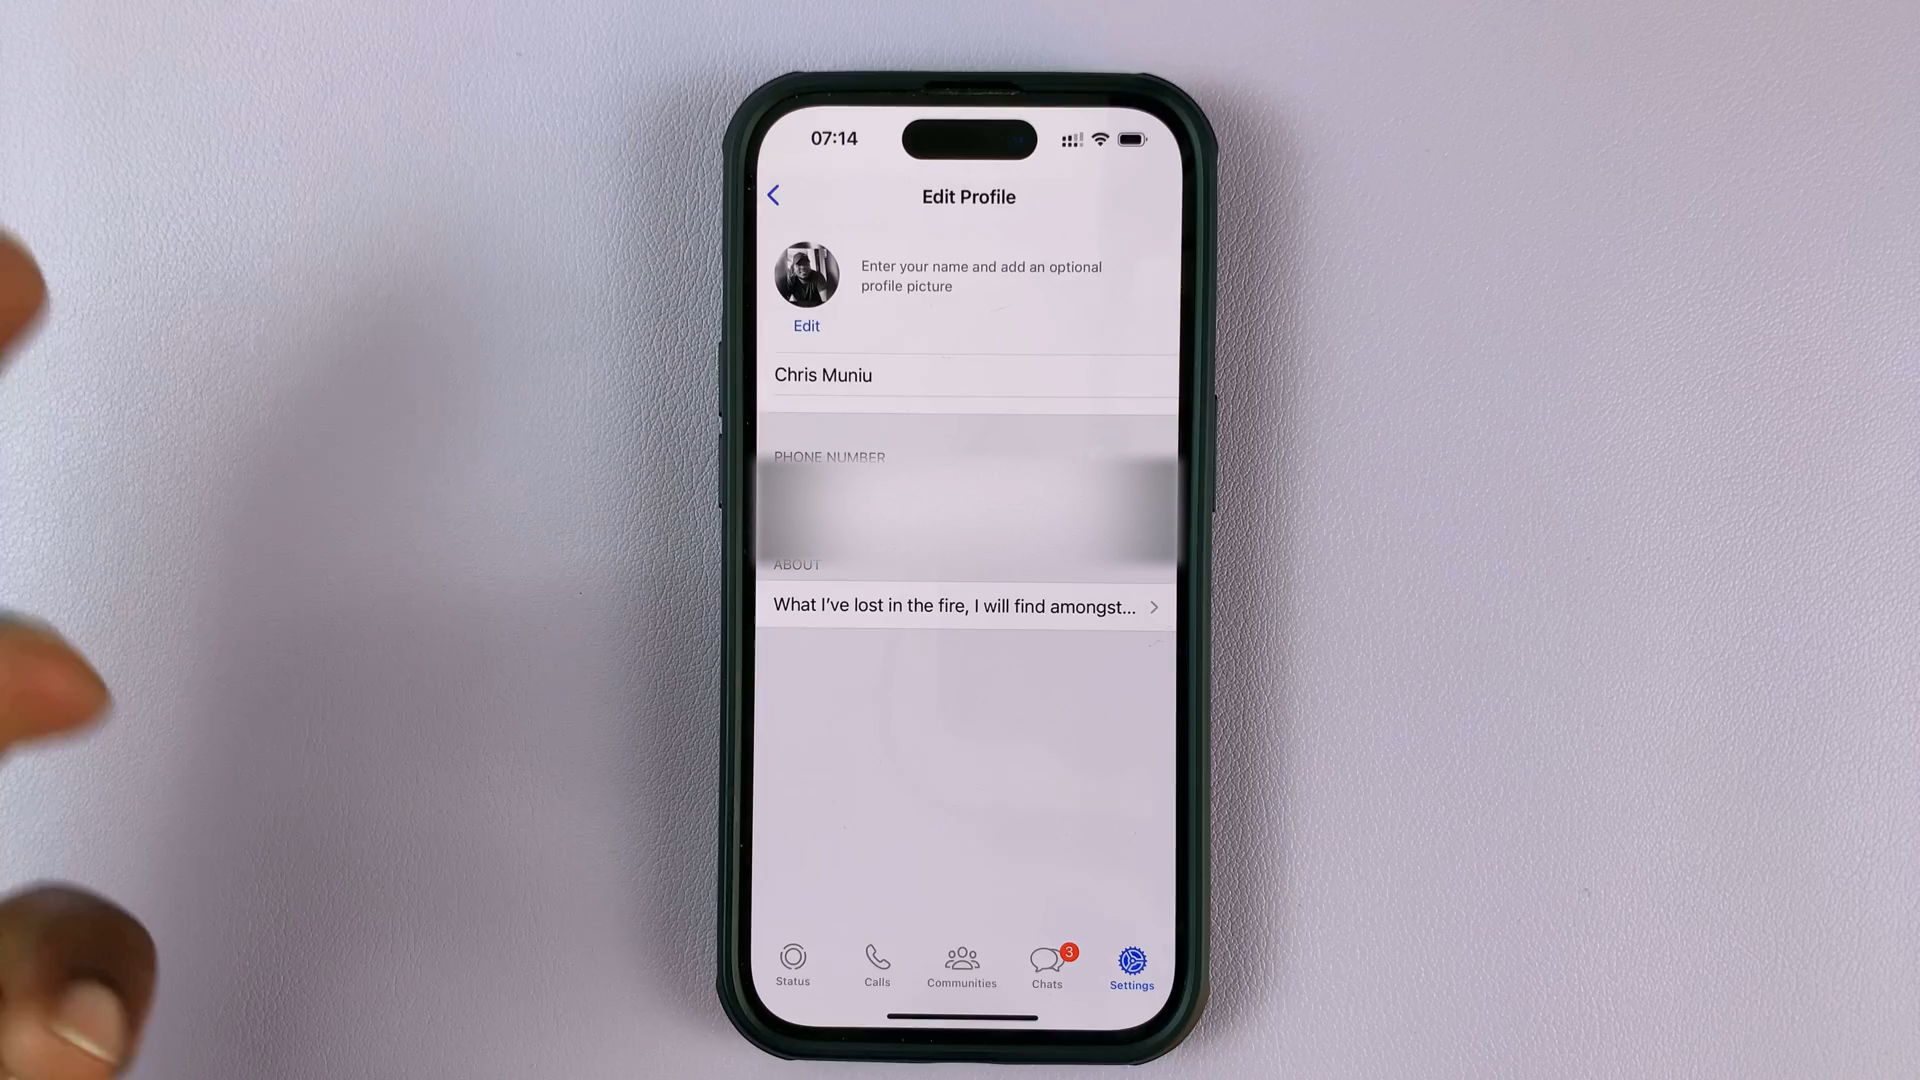 07:14
Edit Profile
Enter your name and add an optional
profile picture
Edit
Chris Muniu
PHONE NUMBER
ABOUT
What I've lost in the fire, I will find amongst...
Status
Calls
Communities
3
Chats
Settings